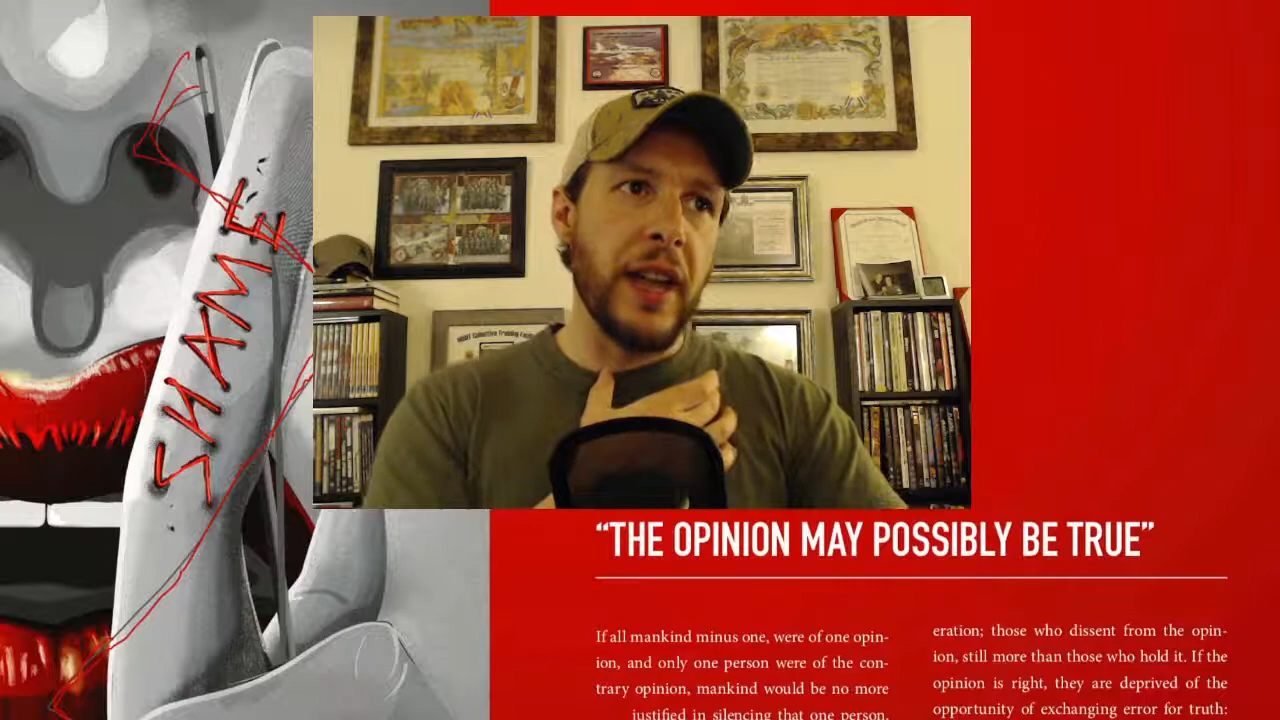 SHAME
“THE OPINION MAY POSSIBLY BE TRUE”
If all mankind minus one, were of one opin-
ion, and only one person were of the con-
trary opinion, mankind would be no more
justified in silencing that one person,
eration; those who dissent from the opin-
ion, still more than those who hold it. If the
opinion is right, they are deprived of the
opportunity of exchanging error for truth: